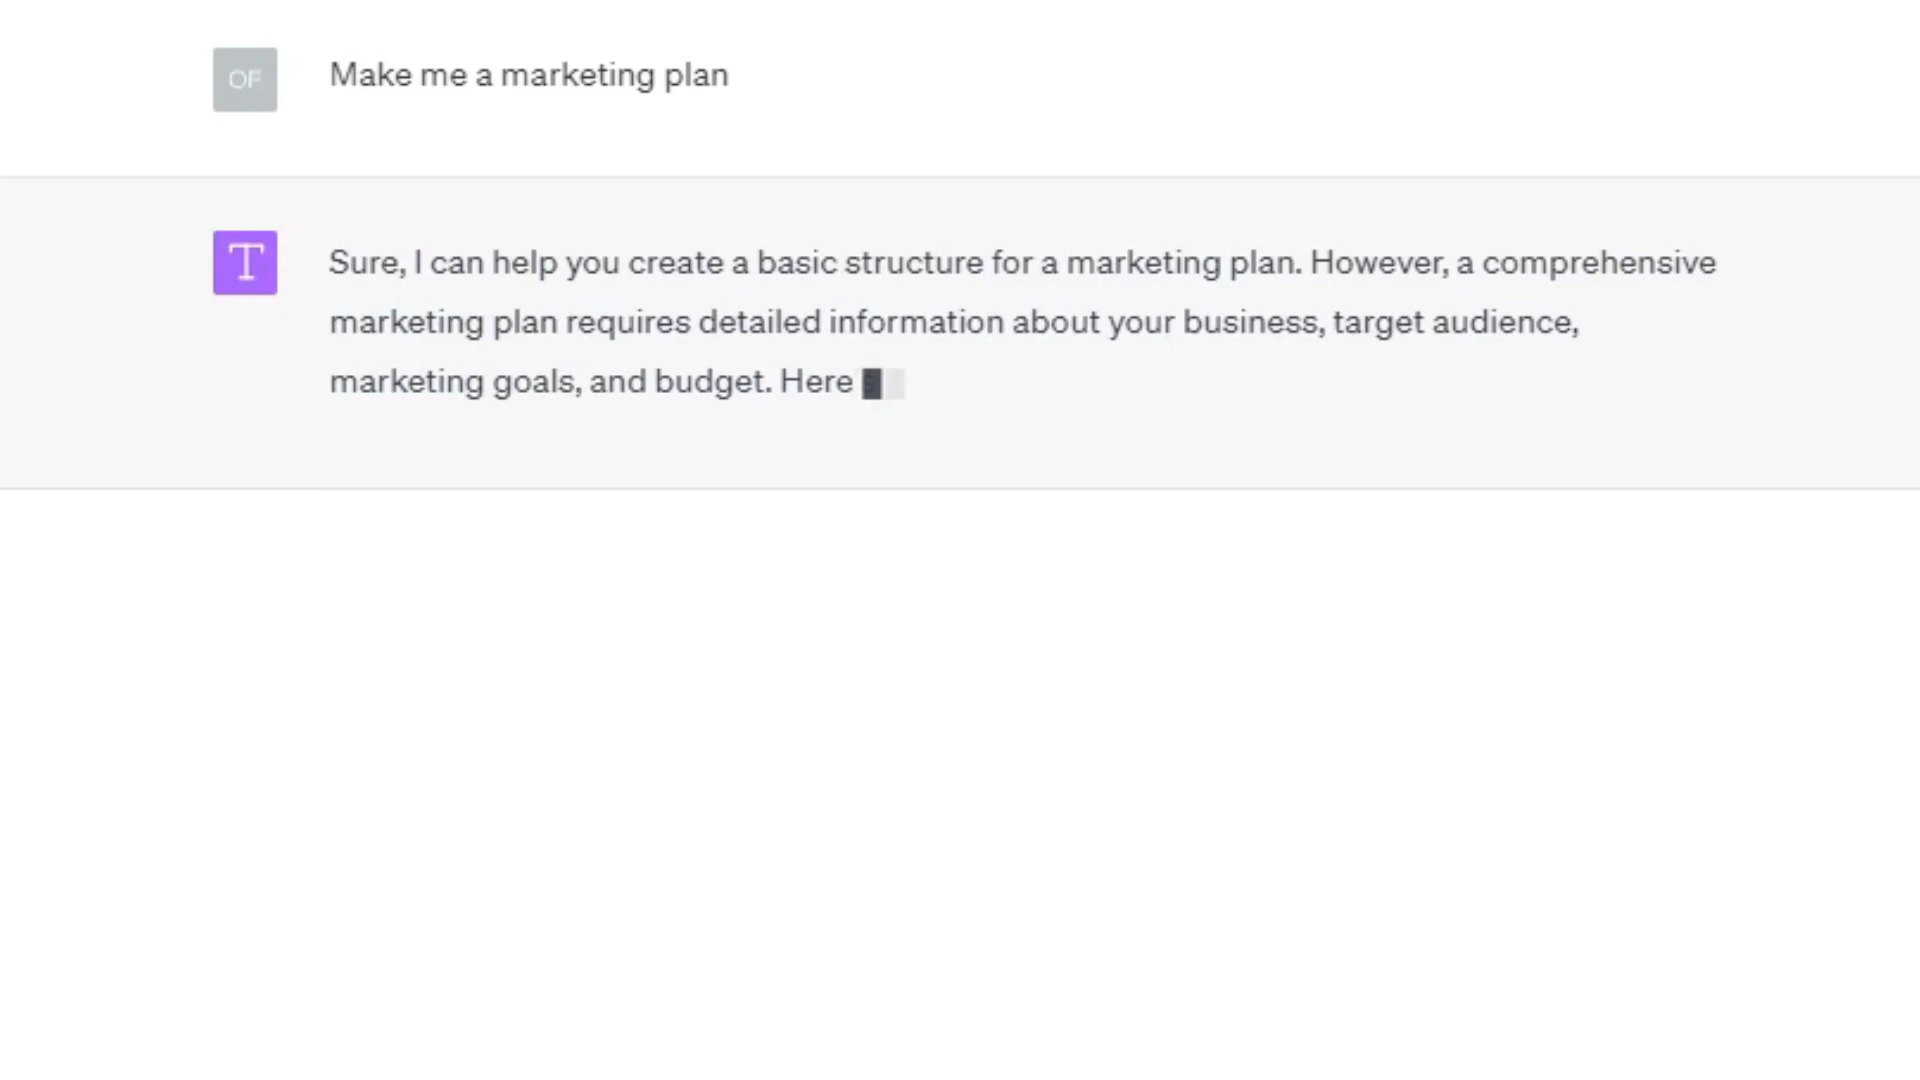 OF
Make me a marketing plan
T
Sure, I can help you create a basic structure for a marketing plan. However, a comprehensive
marketing plan requires detailed information about your business, target audience,
marketing goals, and budget. Here